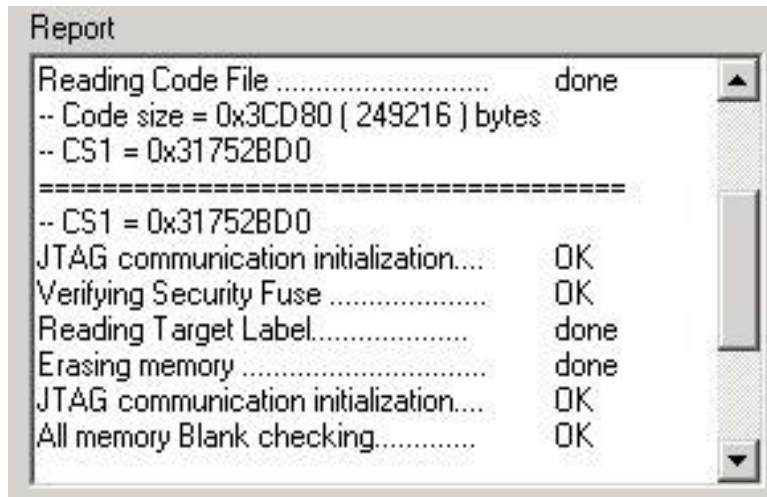 Report
Reading Code File ........................... done
-- Code size = 0x3CD80 ( 249216 ) bytes
-- CS1 = 0x31752BD0
=====================================
-- CS1 = 0x31752BD0
JTAG communication initialization.... OK
Verifying Security Fuse .................... OK
Reading Target Label.................... done
Erasing memory ............................... done
JTAG communication initialization.... OK
All memory Blank checking............. OK